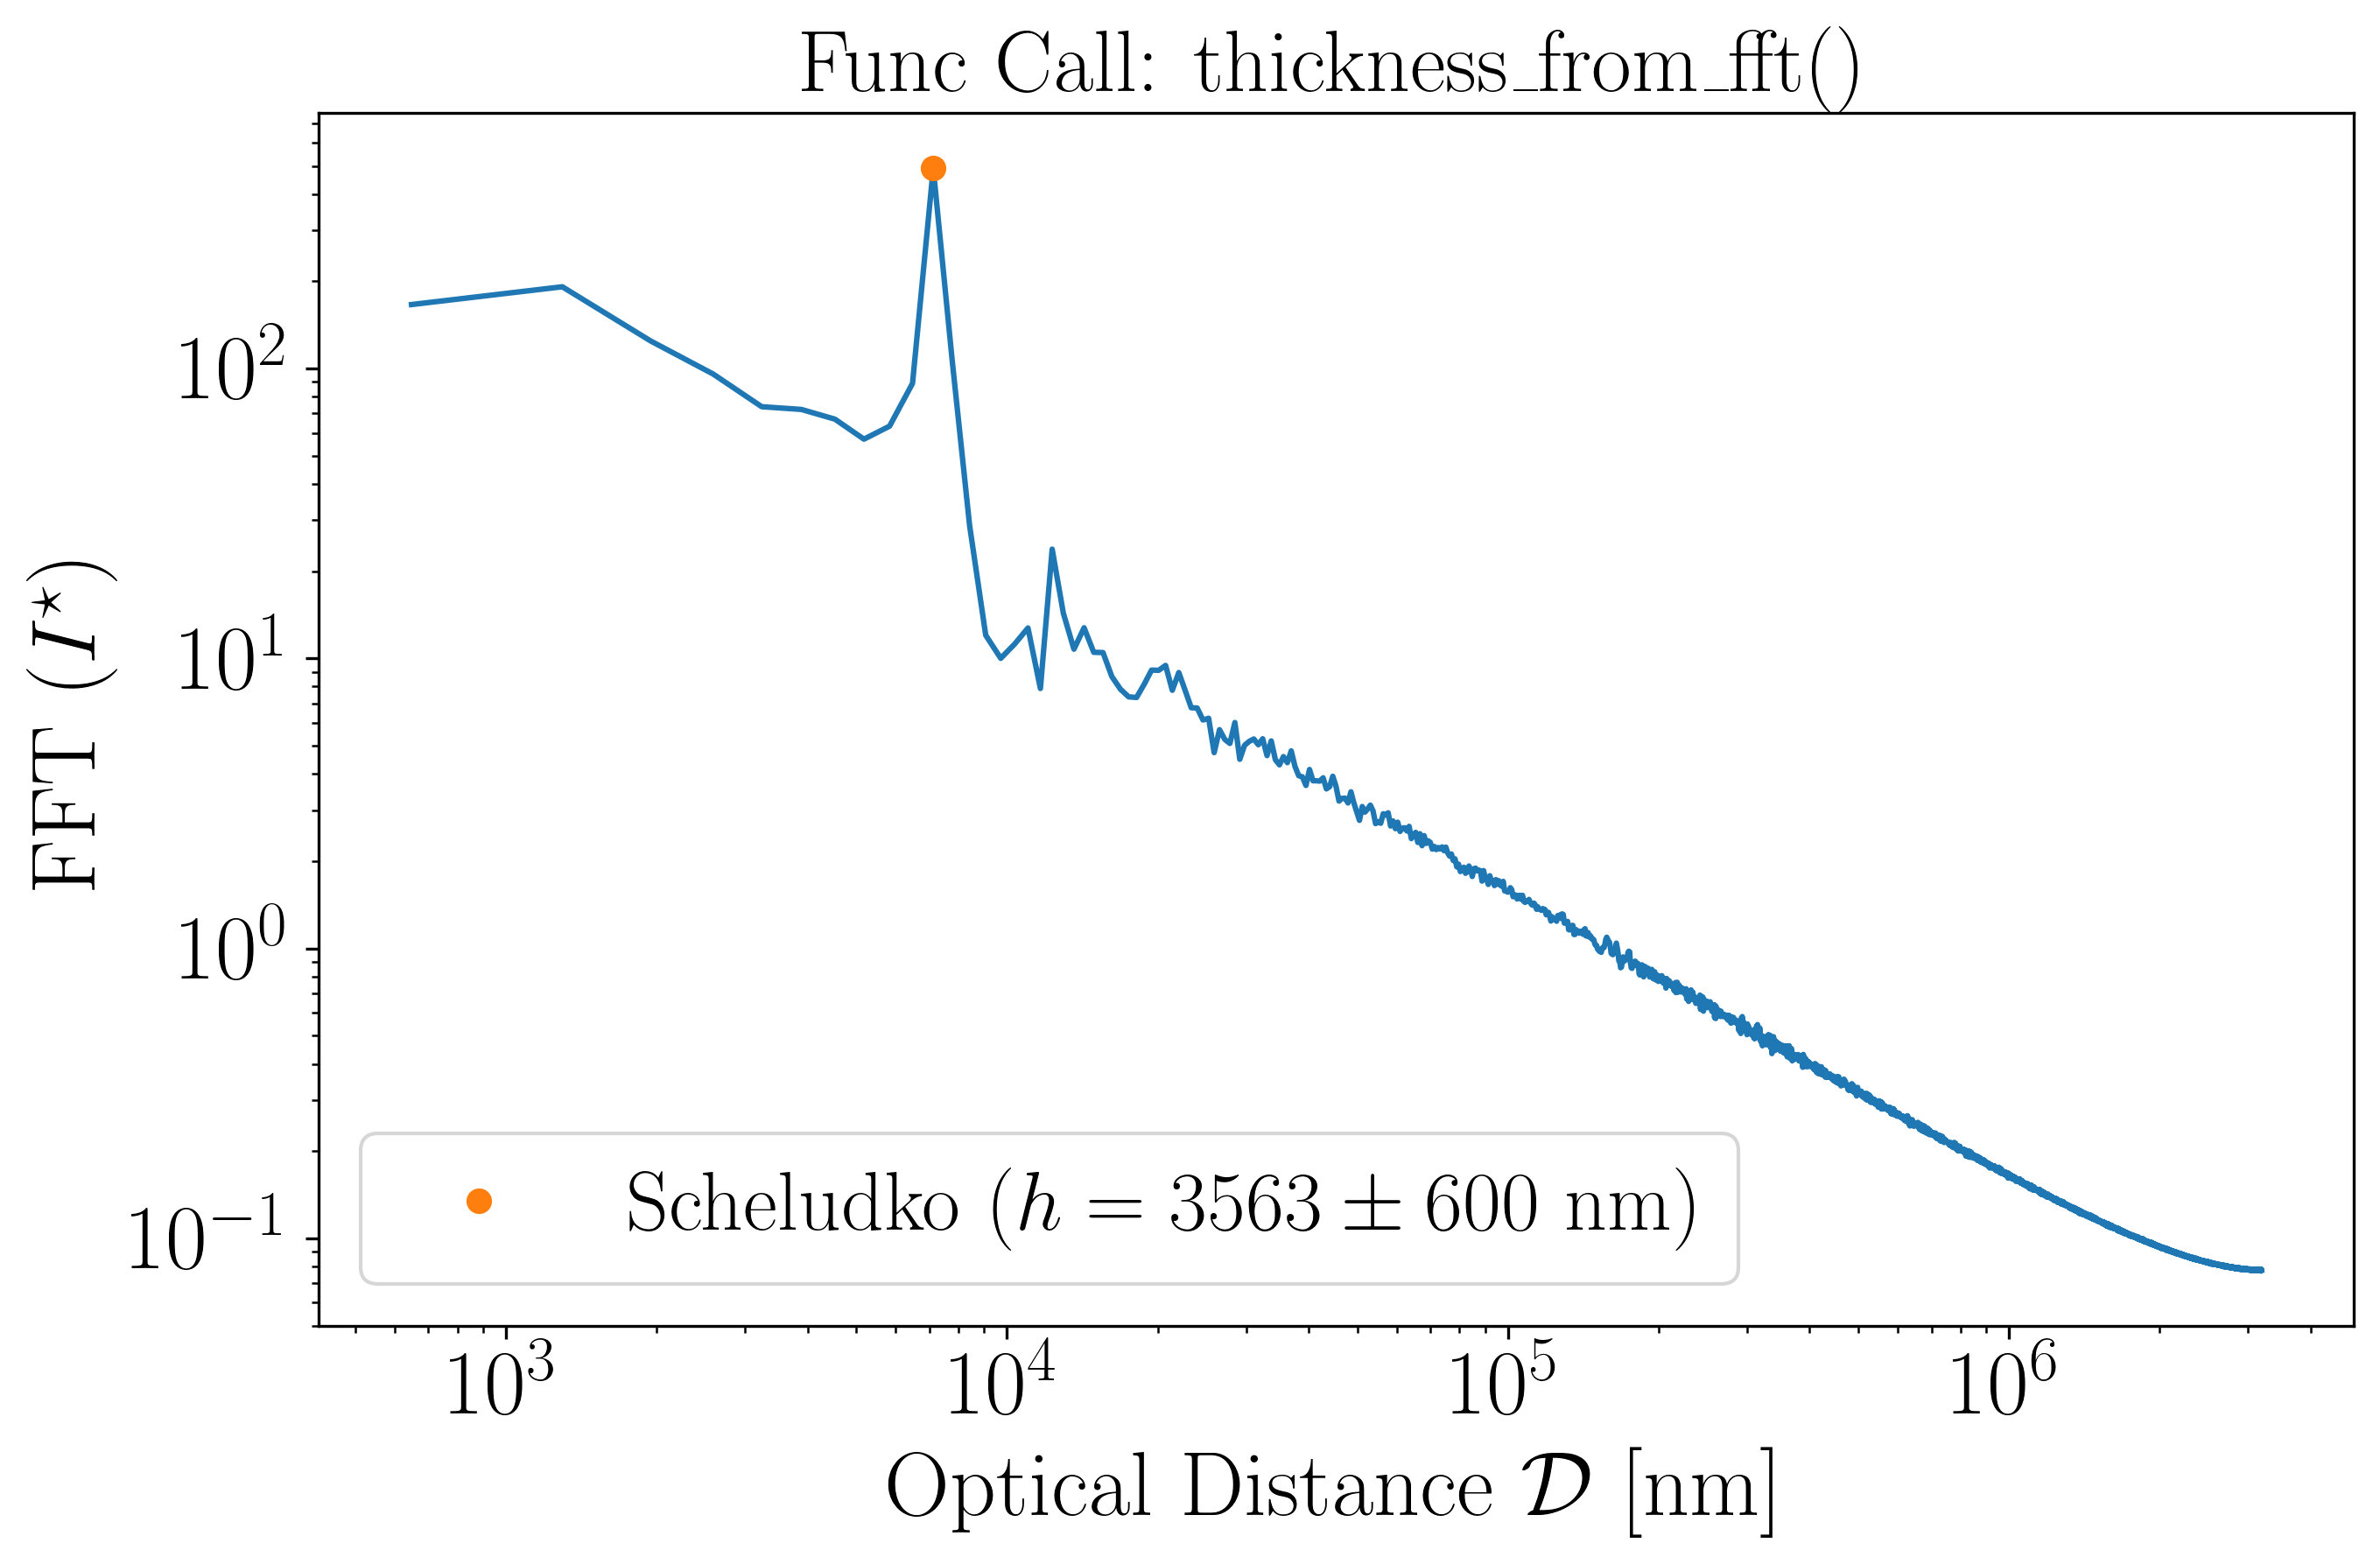 Func Call: thickness_from_fft()
FFT (I⋆)
10²
10¹
10⁰
10⁻¹
Scheludko (h = 3563 ± 600 nm)
10³ 10⁴ 10⁵ 10⁶
Optical Distance 𝒟 [nm]